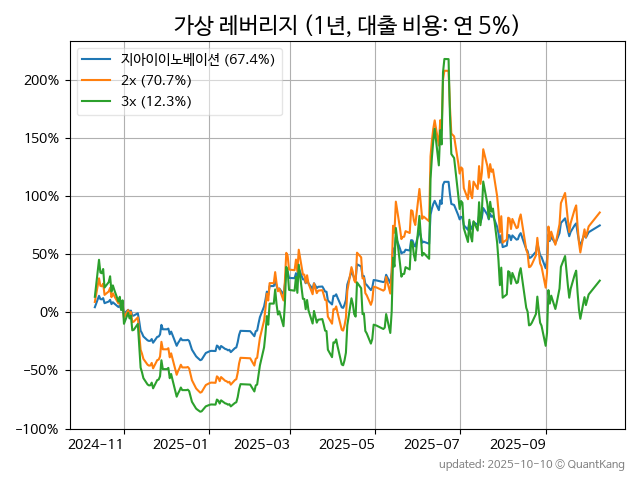 가상 레버리지 (1년, 대출 비용: 연 5%)
지아이이노베이션 (67.4%)
2x (70.7%)
3x (12.3%)
200%
150%
100%
50%
0%
−50%
−100%
2024-11
2025-01
2025-03
2025-05
2025-07
2025-09
updated: 2025-10-10 © QuantKang